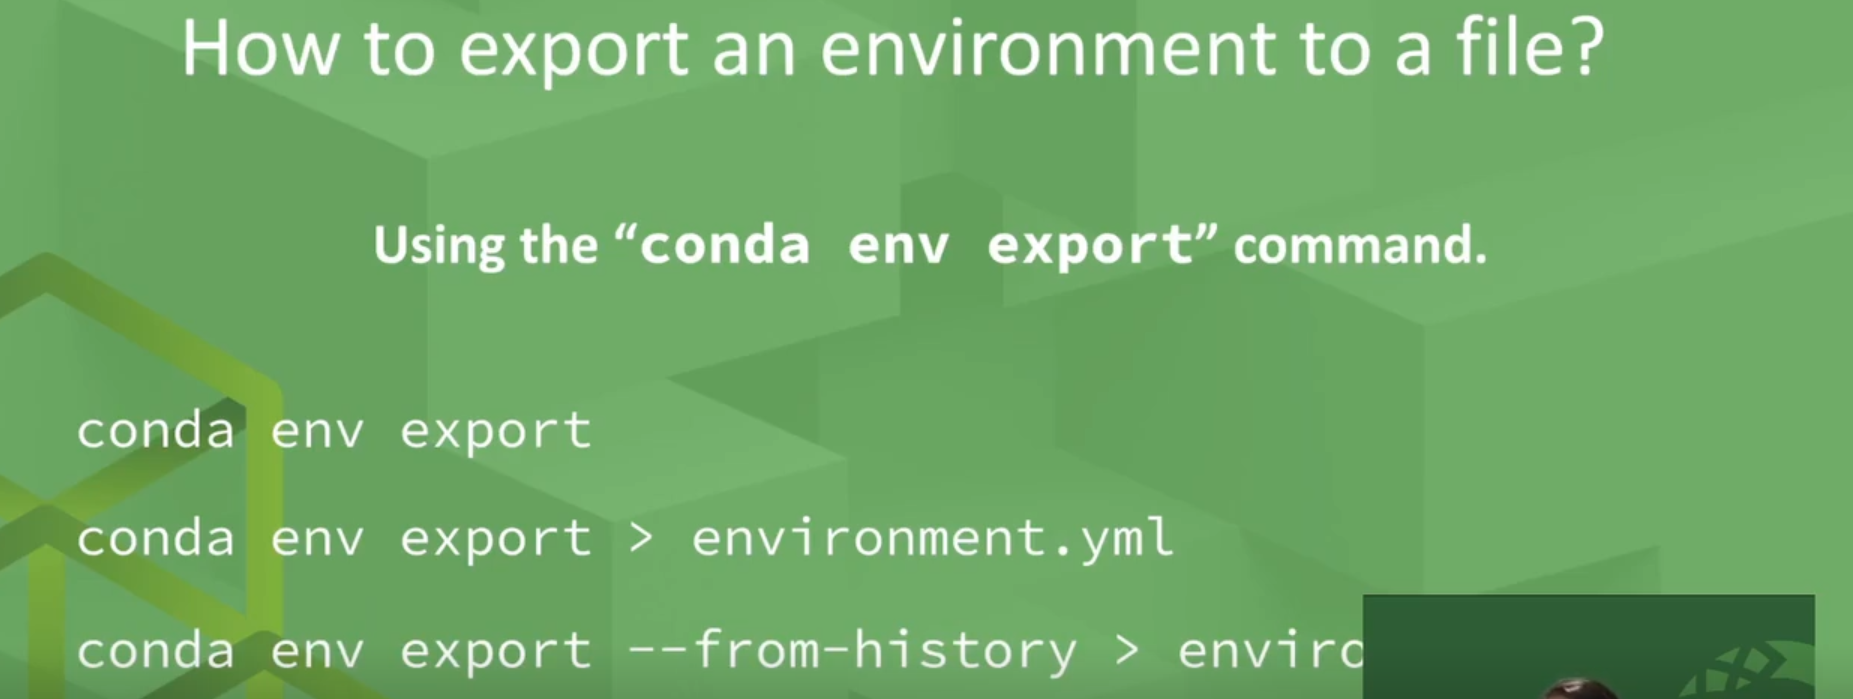 How to export an environment to a file?
Using the “conda env export” command.
conda env export
conda env export > environment.yml
conda env export --from-history > enviro